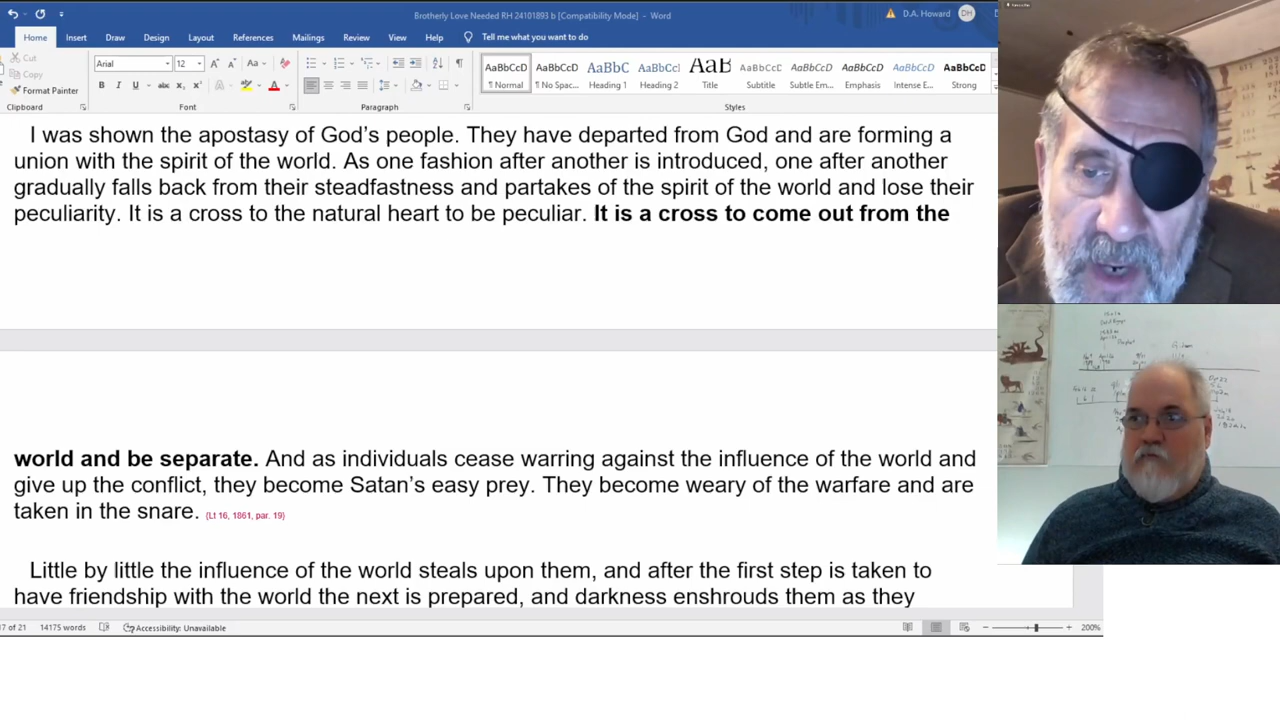 Brotherly Love Needed RH 24101893 b [Compatibility Mode] - Word
D.A. Howard
DH
Home Insert Draw Design Layout References Mailings Review View Help Tell me what you want to do
Cut
Copy
Format Painter
Clipboard
Arial 12
Font
Paragraph
AaBbCcD AaBbCcD AaBbC AaBbCcI AaB AaBbCcD AaBbCcD AaBbCcD AaBbCcD AaBbCcD
¶ Normal ¶ No Spac... Heading 1 Heading 2 Title Subtitle Subtle Em... Emphasis Intense E... Strong
Styles
I was shown the apostasy of God’s people. They have departed from God and are forming a
union with the spirit of the world. As one fashion after another is introduced, one after another
gradually falls back from their steadfastness and partakes of the spirit of the world and lose their
peculiarity. It is a cross to the natural heart to be peculiar. It is a cross to come out from the
world and be separate. And as individuals cease warring against the influence of the world and
give up the conflict, they become Satan’s easy prey. They become weary of the warfare and are
taken in the snare. (Lt 16, 1861, par. 19)
Little by little the influence of the world steals upon them, and after the first step is taken to
have friendship with the world the next is prepared, and darkness enshrouds them as they
17 of 21 14175 words Accessibility: Unavailable 200%